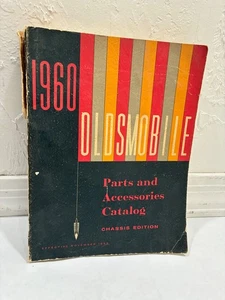 1960
OLDSMOBILE
Parts and
Accessories
Catalog
CHASSIS EDITION